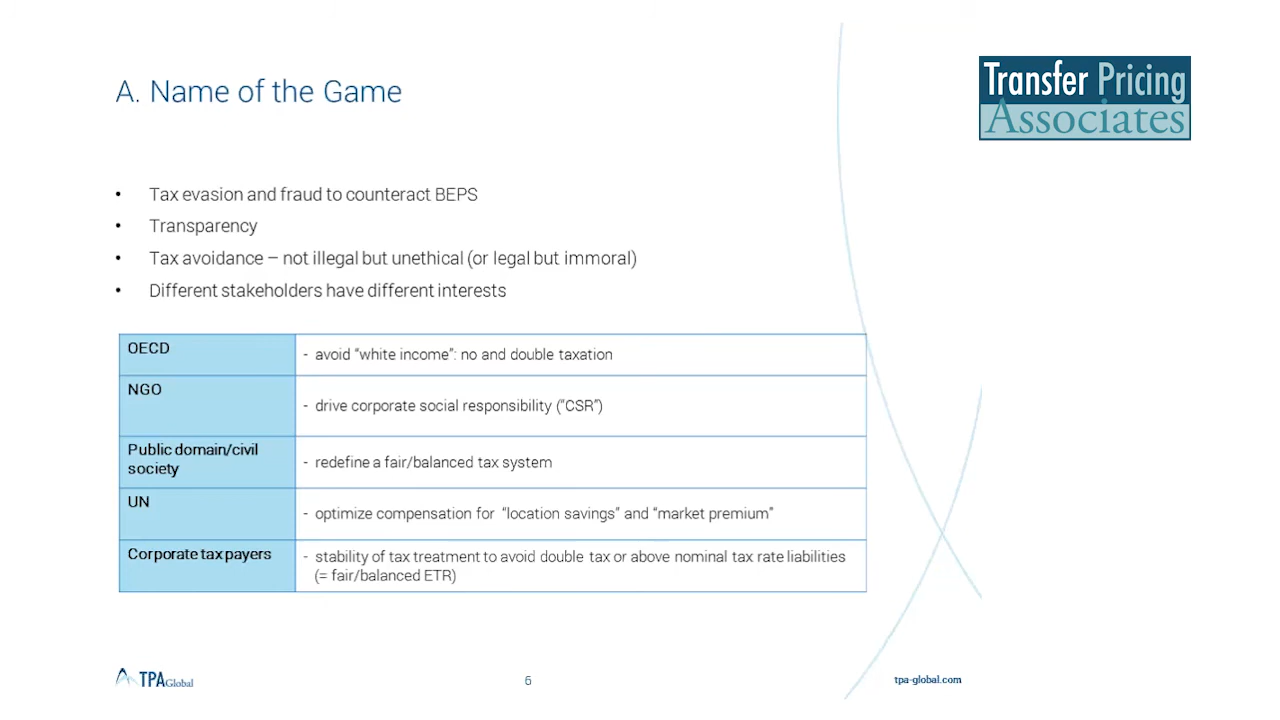 A. Name of the Game
Transfer Pricing
Associates
• Tax evasion and fraud to counteract BEPS
• Transparency
• Tax avoidance – not illegal but unethical (or legal but immoral)
• Different stakeholders have different interests
OECD
- avoid “white income”: no and double taxation
NGO
- drive corporate social responsibility (“CSR”)
Public domain/civil
society
- redefine a fair/balanced tax system
UN
- optimize compensation for “location savings” and “market premium”
Corporate tax payers
- stability of tax treatment to avoid double tax or above nominal tax rate liabilities
(= fair/balanced ETR)
TPA Global
6
tpa-global.com